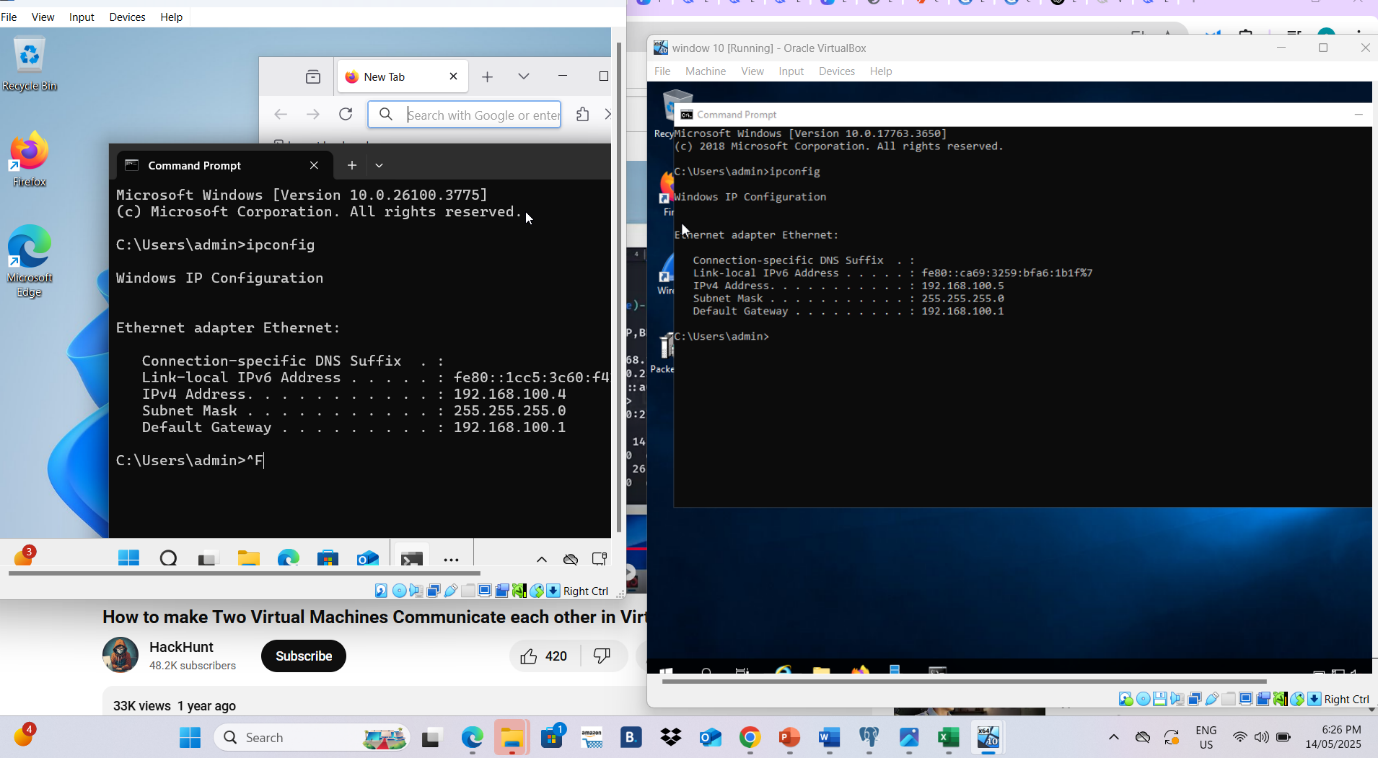 File View Input Devices Help
Recycle Bin
Firefox
Microsoft
Edge
New Tab
Search with Google or enter
Command Prompt
Microsoft Windows [Version 10.0.26100.3775]
(c) Microsoft Corporation. All rights reserved.
C:\Users\admin>ipconfig
Windows IP Configuration
Ethernet adapter Ethernet:
Connection-specific DNS Suffix . :
Link-local IPv6 Address . . . . . : fe80::1cc5:3c60:f4
IPv4 Address. . . . . . . . . . . : 192.168.100.4
Subnet Mask . . . . . . . . . . . : 255.255.255.0
Default Gateway . . . . . . . . . : 192.168.100.1
C:\Users\admin>^F
3
Right Ctrl
window 10 [Running] - Oracle VirtualBox
File Machine View Input Devices Help
Command Prompt
Microsoft Windows [Version 10.0.17763.3650]
(c) 2018 Microsoft Corporation. All rights reserved.
C:\Users\admin>ipconfig
Windows IP Configuration
Ethernet adapter Ethernet:
Connection-specific DNS Suffix . :
Link-local IPv6 Address . . . . . : fe80::ca69:3259:bfa6:1b1f%7
IPv4 Address. . . . . . . . . . . : 192.168.100.5
Subnet Mask . . . . . . . . . . . : 255.255.255.0
Default Gateway . . . . . . . . . : 192.168.100.1
C:\Users\admin>
Right Ctrl
How to make Two Virtual Machines Communicate each other in Virt
HackHunt
48.2K subscribers
Subscribe
420
33K views 1 year ago
4
Search
1
amazon
B.
ENG
US
6:26 PM
14/05/2025